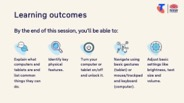 Learning outcomes
By the end of this session, you'll be able to:
Explain what
computers and
tablets are and
list common
things they can
do.
Identify key
physical
features.
Turn your
computer or
tablet on/off
and unlock it.
Navigate using
basic gestures
(tablet) or
mouse/trackpad
and keyboard
(computer).
Adjust basic
settings like
brightness, text
size and
volume.